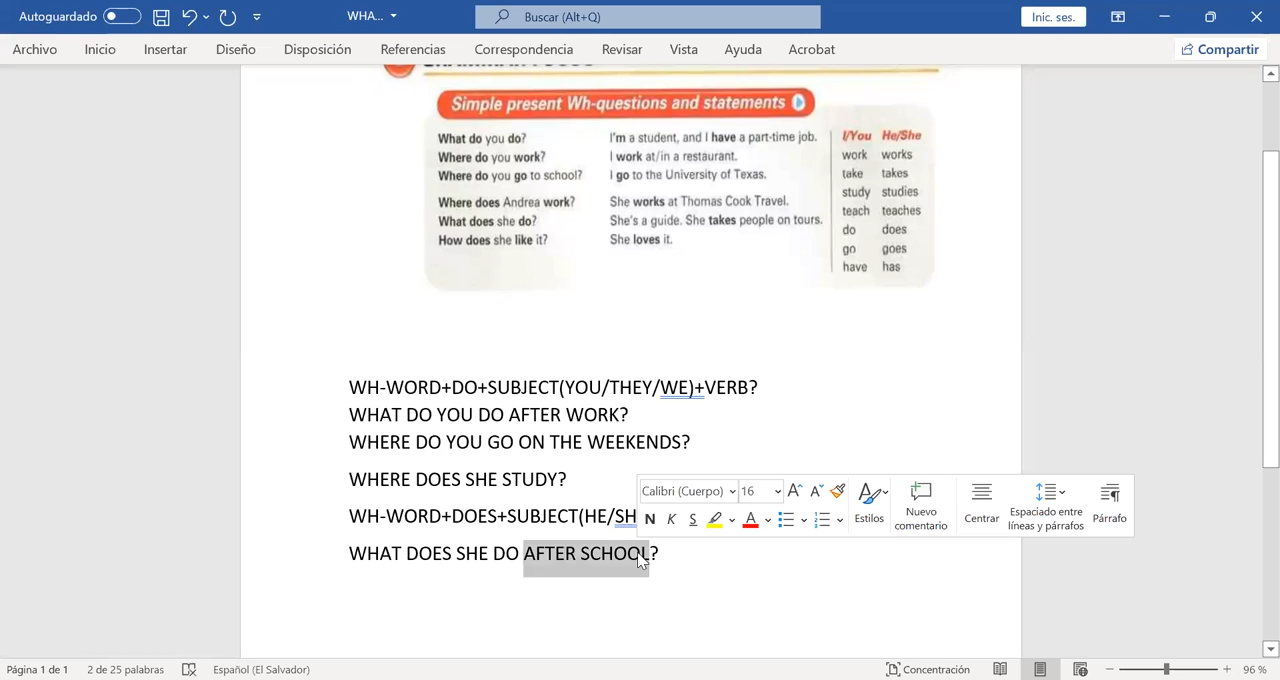 Autoguardado WHA... Buscar (Alt+Q) Inic. ses.
Archivo Inicio Insertar Diseño Disposición Referencias Correspondencia Revisar Vista Ayuda Acrobat Compartir
Simple present Wh-questions and statements
What do you do? I'm a student, and I have a part-time job. I/You He/She
Where do you work? I work at/in a restaurant. work works
Where do you go to school? I go to the University of Texas. take takes
study studies
Where does Andrea work? She works at Thomas Cook Travel.
teach teaches
What does she do? She's a guide. She takes people on tours.
do does
How does she like it? She loves it.
go goes
have has
WH-WORD+DO+SUBJECT(YOU/THEY/WE)+VERB?
WHAT DO YOU DO AFTER WORK?
WHERE DO YOU GO ON THE WEEKENDS?
WHERE DOES SHE STUDY?
WH-WORD+DOES+SUBJECT(HE/SH
WHAT DOES SHE DO AFTER SCHOOL?
Calibri (Cuerpo) 16
N K S Estilos Nuevo comentario Centrar Espaciado entre líneas y párrafos Párrafo
Página 1 de 1 2 de 25 palabras Español (El Salvador) Concentración 96 %